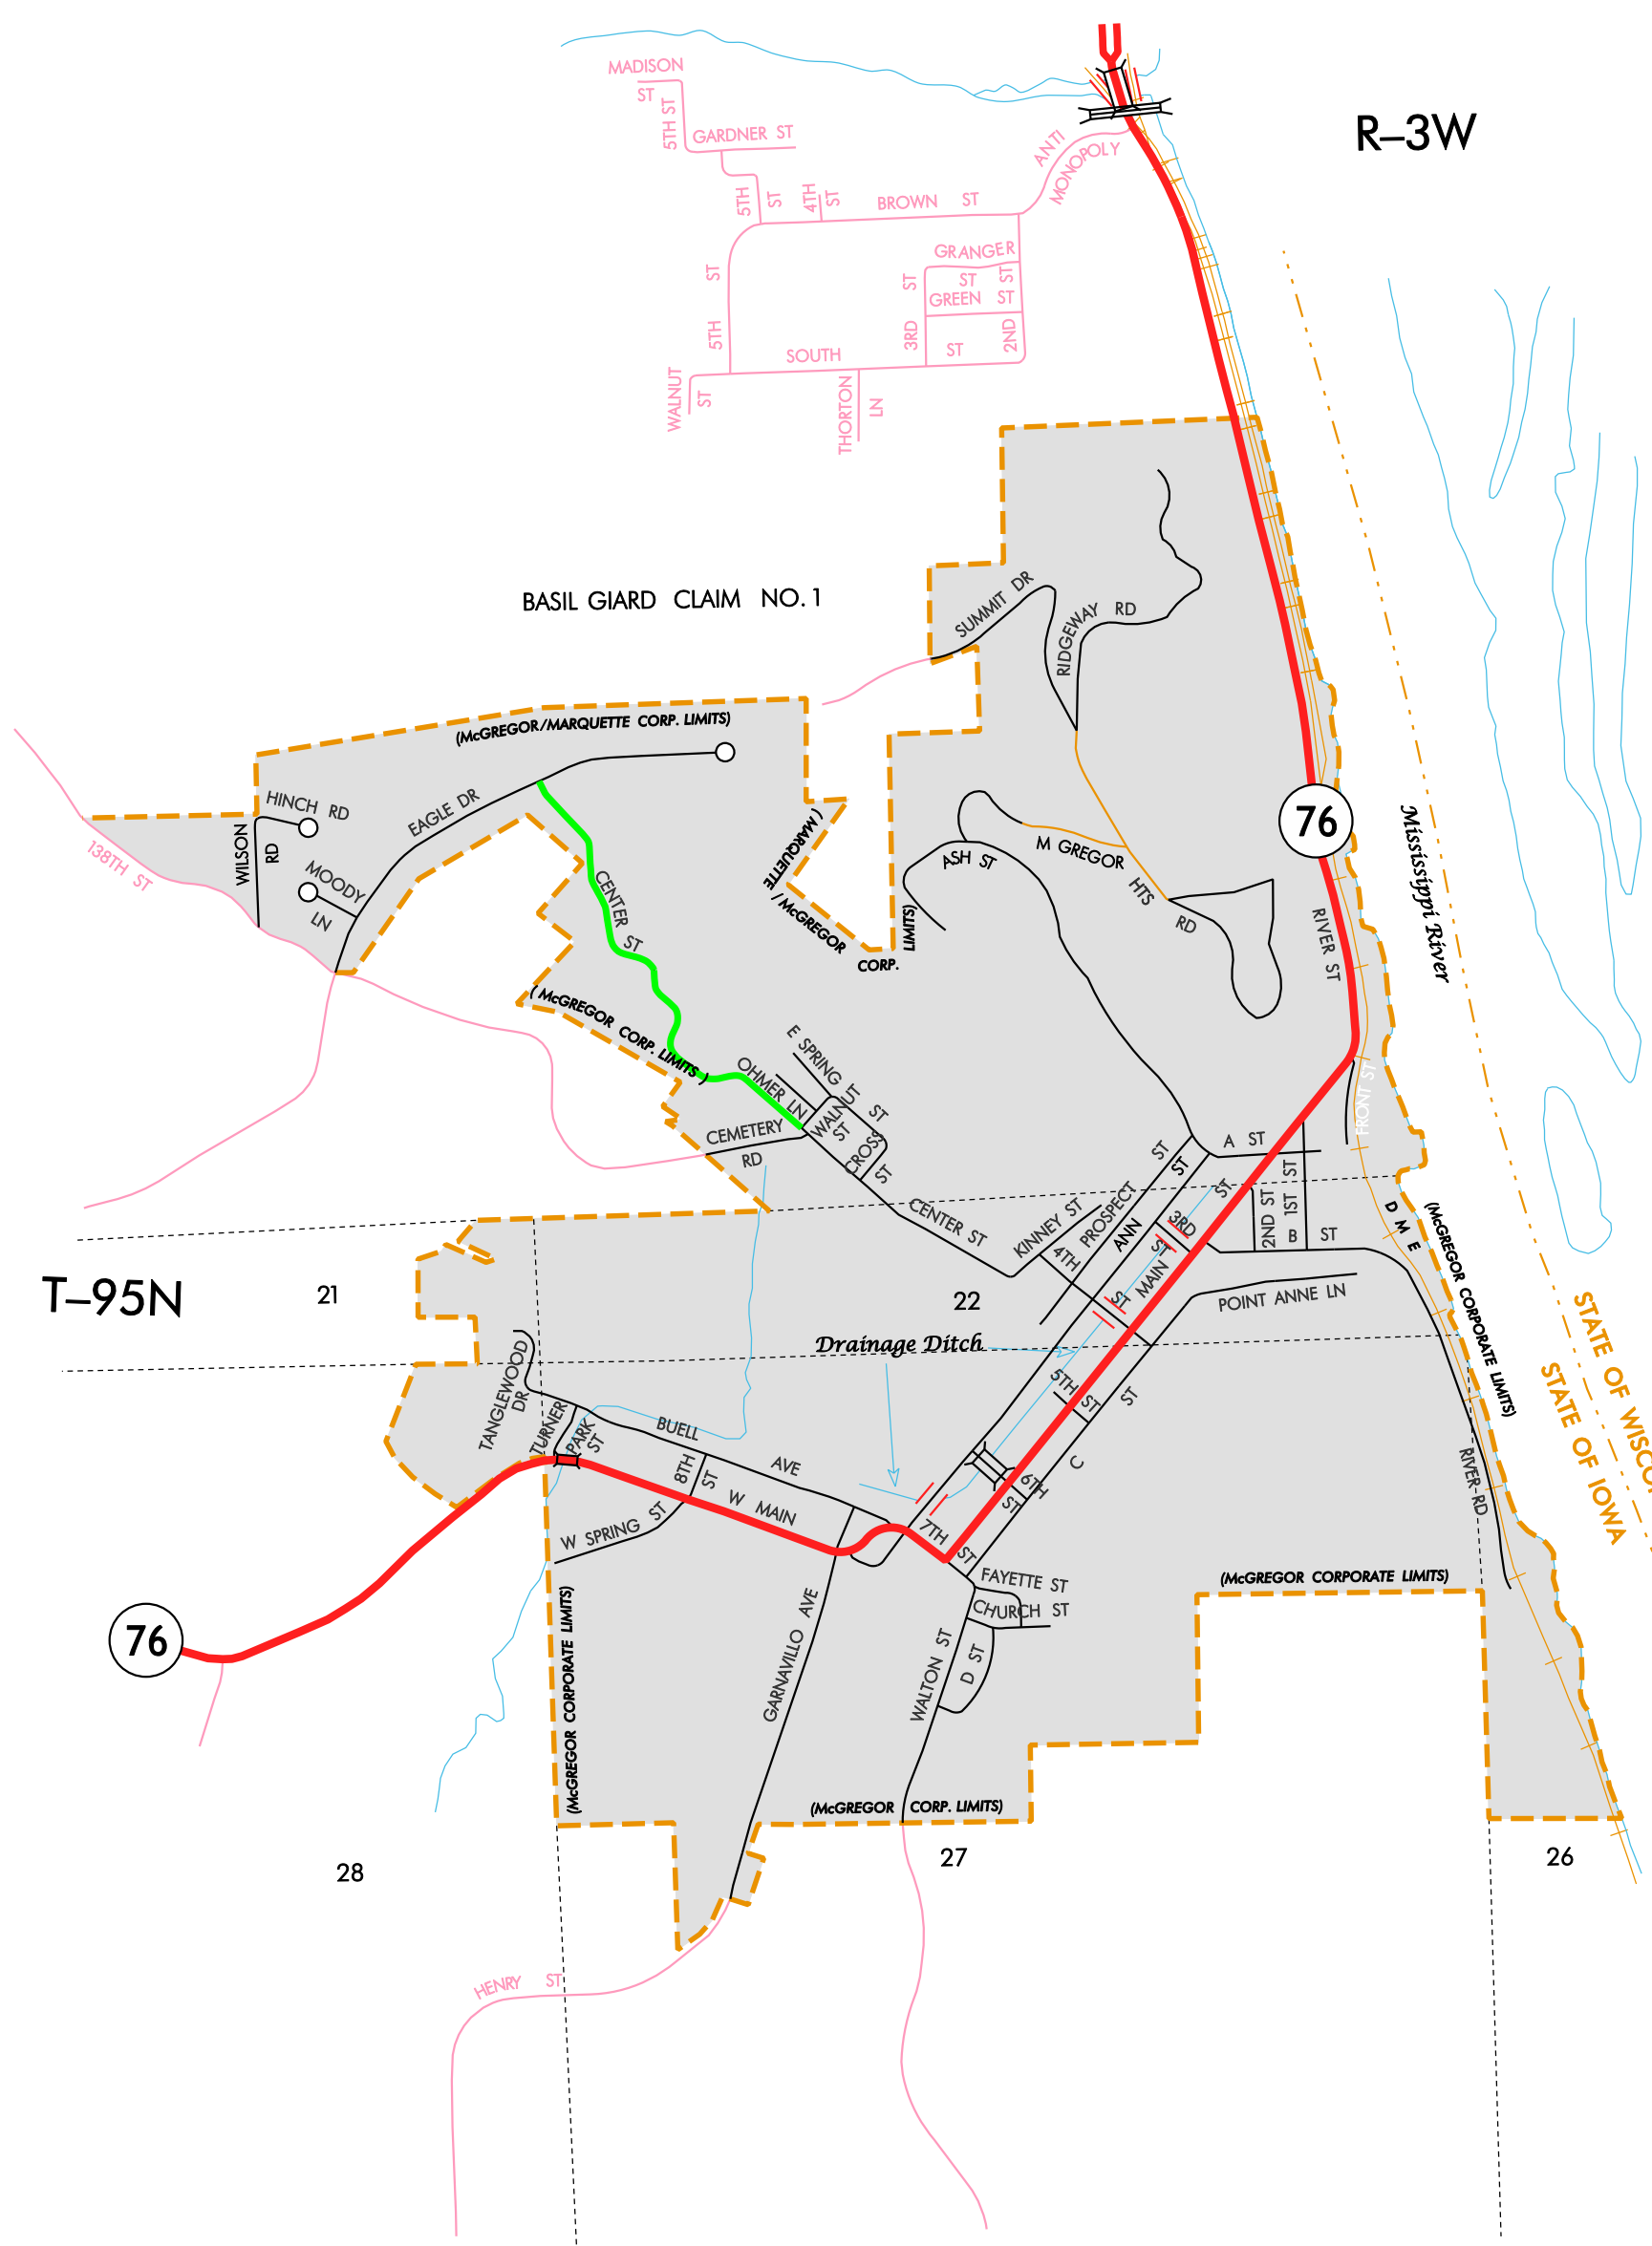 R–3W
MADISON
ST
5TH ST
GARDNER ST
ANTI
MONOPOLY
5TH
ST
4TH
ST
BROWN ST
GRANGER
ST
ST
ST
GREEN ST
ST
5TH
3RD
2ND
SOUTH
ST
WALNUT
ST
THORTON
LN
BASIL GIARD CLAIM NO. 1
SUMMIT DR
RIDGEWAY RD
(McGREGOR/MARQUETTE CORP. LIMITS)
HINCH RD
EAGLE DR
WILSON
RD
138TH ST
MOODY
LN
CENTER
ST
(MARQUETTE
/ McGREGOR
CORP.
LIMITS)
ASH ST
M GREGOR
HTS
RD
76
Mississippi River
RIVER ST
(McGREGOR CORP. LIMITS)
E SPRING
ST
OHMER LN
WALNUT
ST
CROSS
ST
CEMETERY
RD
FRONT ST
A ST
CENTER ST
KINNEY ST
PROSPECT
ST
ANN
ST
4TH
ST
3RD
ST
MAIN
ST
2ND ST
1ST
ST
B ST
D M E
(McGREGOR CORPORATE LIMITS)
POINT ANNE LN
T–95N
21
22
Drainage Ditch
STATE OF
STATE OF IOWA
TANGLEWOOD
DR
TURNER
PARK
ST
BUELL
AVE
8TH
ST
W MAIN
W SPRING ST
5TH
ST
C
ST
6TH
ST
7TH
ST
RIVER RD
FAYETTE ST
CHURCH ST
D ST
WALTON ST
GARNAVILLO AVE
(McGREGOR CORPORATE LIMITS)
(McGREGOR CORPORATE LIMITS)
76
(McGREGOR CORP. LIMITS)
28
27
26
HENRY ST